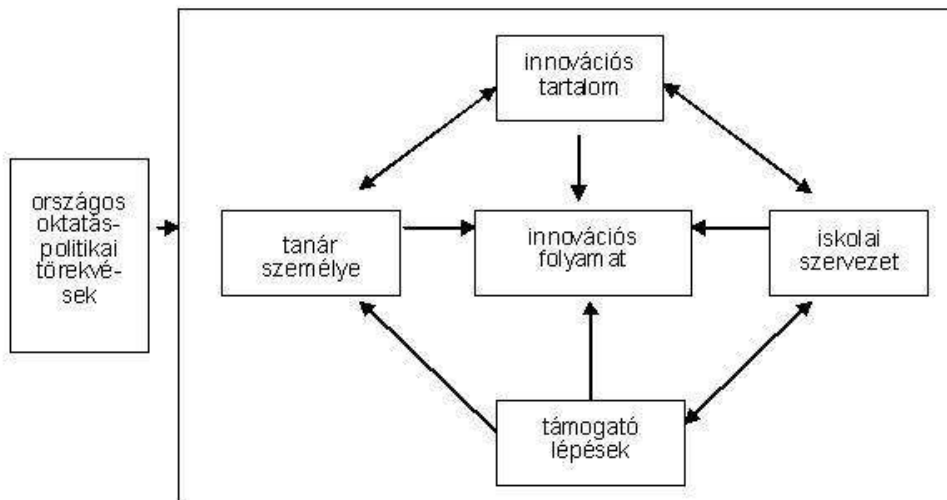 innovációs
tartalom
országos
oktatás-
politikai
törekvé-
sek
tanár
személye
innovációs
folyamat
iskolai
szervezet
támogató
lépések